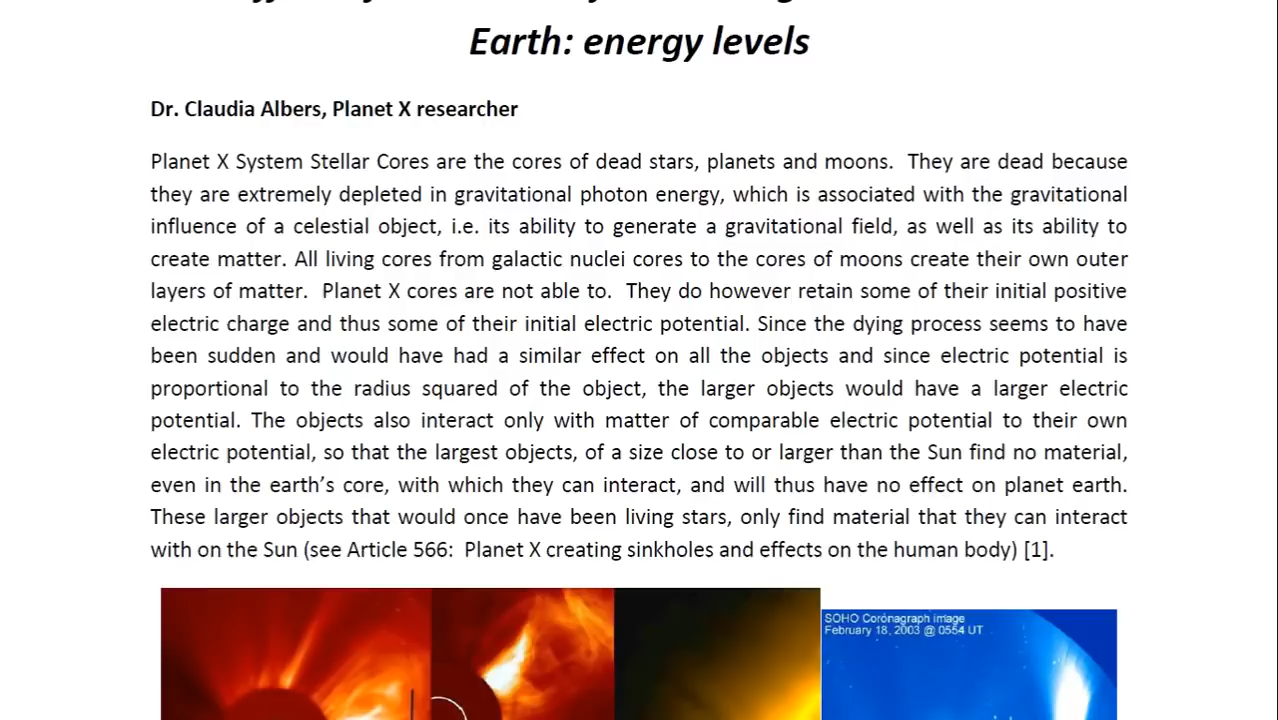 Earth: energy levels
Dr. Claudia Albers, Planet X researcher
Planet X System Stellar Cores are the cores of dead stars, planets and moons. They are dead because
they are extremely depleted in gravitational photon energy, which is associated with the gravitational
influence of a celestial object, i.e. its ability to generate a gravitational field, as well as its ability to
create matter. All living cores from galactic nuclei cores to the cores of moons create their own outer
layers of matter. Planet X cores are not able to. They do however retain some of their initial positive
electric charge and thus some of their initial electric potential. Since the dying process seems to have
been sudden and would have had a similar effect on all the objects and since electric potential is
proportional to the radius squared of the object, the larger objects would have a larger electric
potential. The objects also interact only with matter of comparable electric potential to their own
electric potential, so that the largest objects, of a size close to or larger than the Sun find no material,
even in the earth's core, with which they can interact, and will thus have no effect on planet earth.
These larger objects that would once have been living stars, only find material that they can interact
with on the Sun (see Article 566: Planet X creating sinkholes and effects on the human body) [1].
SOHO Coronagraph image
February 18, 2003 @ 0554 UT